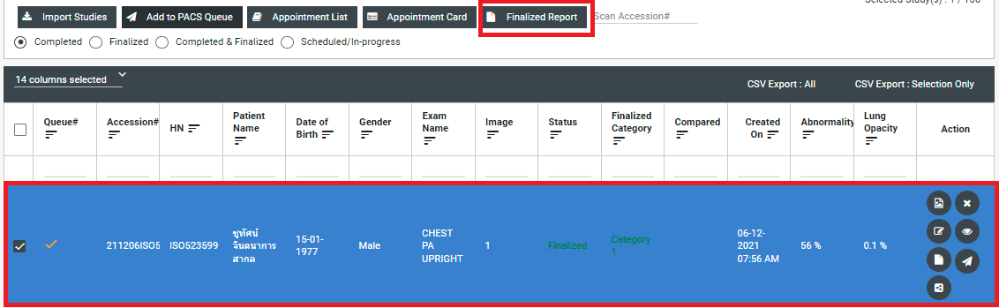 Selected Study(s) : 1 / 100
Import Studies
Add to PACS Queue
Appointment List
Appointment Card
Finalized Report
Scan Accession#
Completed
Finalized
Completed & Finalized
Scheduled/In-progress
14 columns selected
CSV Export : All
CSV Export : Selection Only
Queue#
Accession#
HN
Patient
Name
Date of
Birth
Gender
Exam
Name
Image
Status
Finalized
Category
Compared
Created
On
Abnormality
Lung
Opacity
Action
211206ISO5
ISO523599
ชูทัศน์
จินตนาการ
สากล
15-01-
1977
Male
CHEST
PA
UPRIGHT
1
Finalized
Category
1
06-12-
2021
07:56 AM
56 %
0.1 %